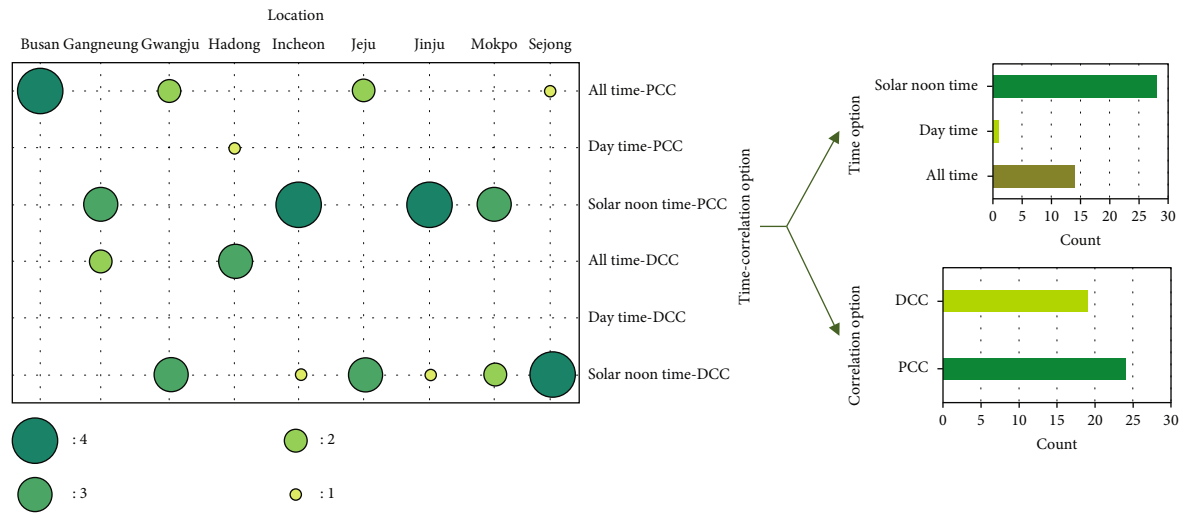 Location
Busan Gangneung Gwangju Hadong Incheon Jeju Jinju Mokpo Sejong
All time-PCC
Day time-PCC
Solar noon time-PCC
All time-DCC
Day time-DCC
Solar noon time-DCC
: 4
: 2
: 3
: 1
Time-correlation option
Time option
Solar noon time
Day time
All time
0 5 10 15 20 25 30
Count
Correlation option
DCC
PCC
0 5 10 15 20 25 30
Count